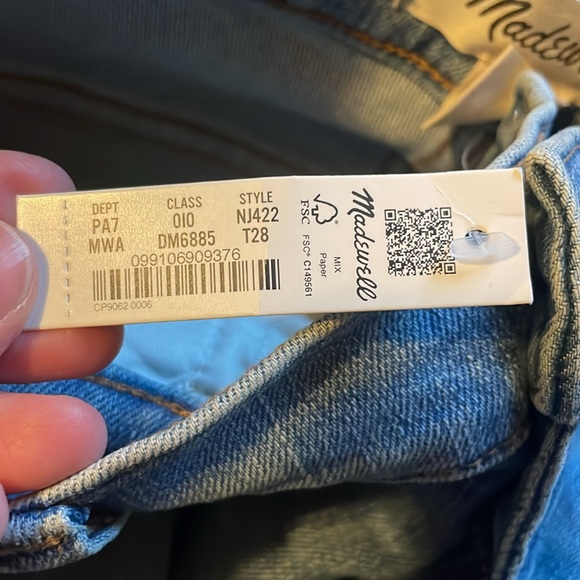 Madewell
DEPT CLASS STYLE
PA7 010 NJ422
MWA DM6885 T28
099106909376
CP9062 0006
FSC
FSC® C149561
MIX
Paper
Madewell